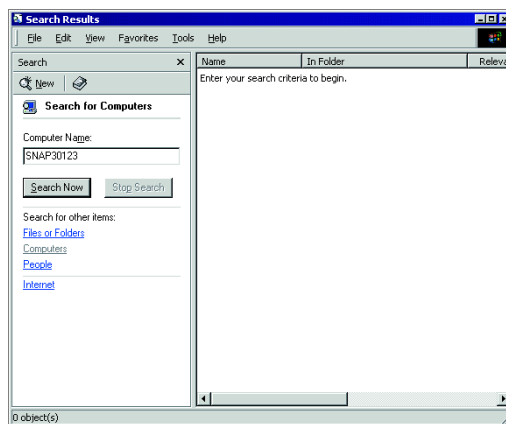 Search Results
File Edit View Favorites Tools Help
Search
New
Search for Computers
Computer Name:
SNAP30123
Search Now Stop Search
Search for other items:
Files or Folders
Computers
People
Internet
Name In Folder Releva
Enter your search criteria to begin.
0 object(s)